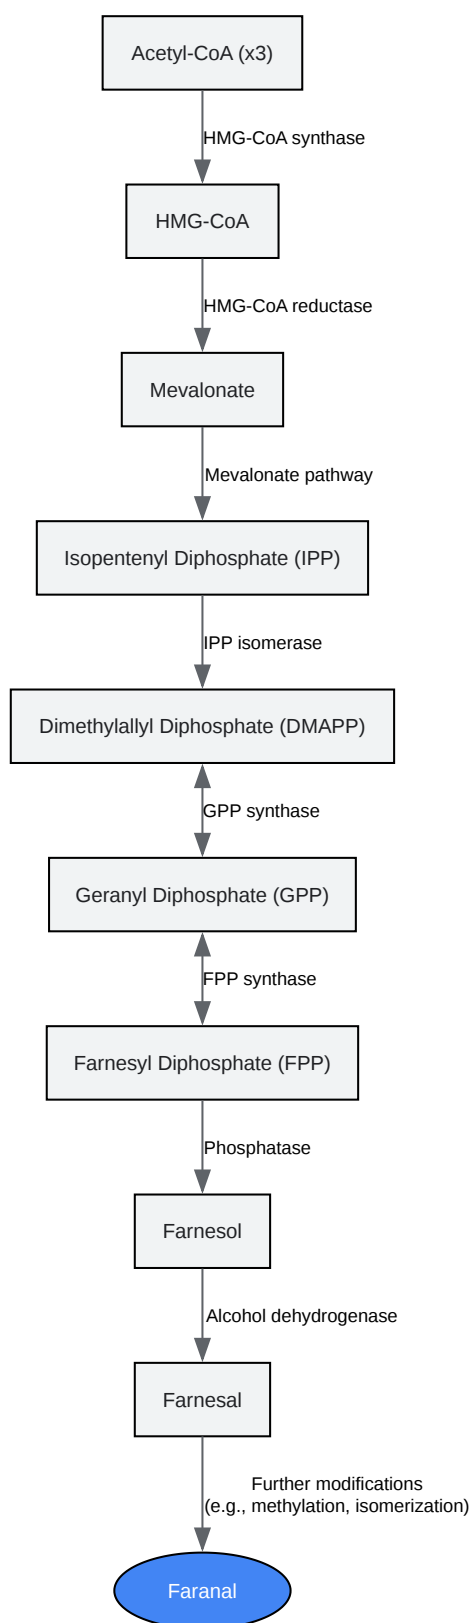 Acetyl-CoA (x3)
HMG-CoA synthase
HMG-CoA
HMG-CoA reductase
Mevalonate
Mevalonate pathway
Isopentenyl Diphosphate (IPP)
IPP isomerase
Dimethylallyl Diphosphate (DMAPP)
GPP synthase
Geranyl Diphosphate (GPP)
FPP synthase
Farnesyl Diphosphate (FPP)
Phosphatase
Farnesol
Alcohol dehydrogenase
Farnesal
Further modifications
(e.g., methylation, isomerization)
Faranal